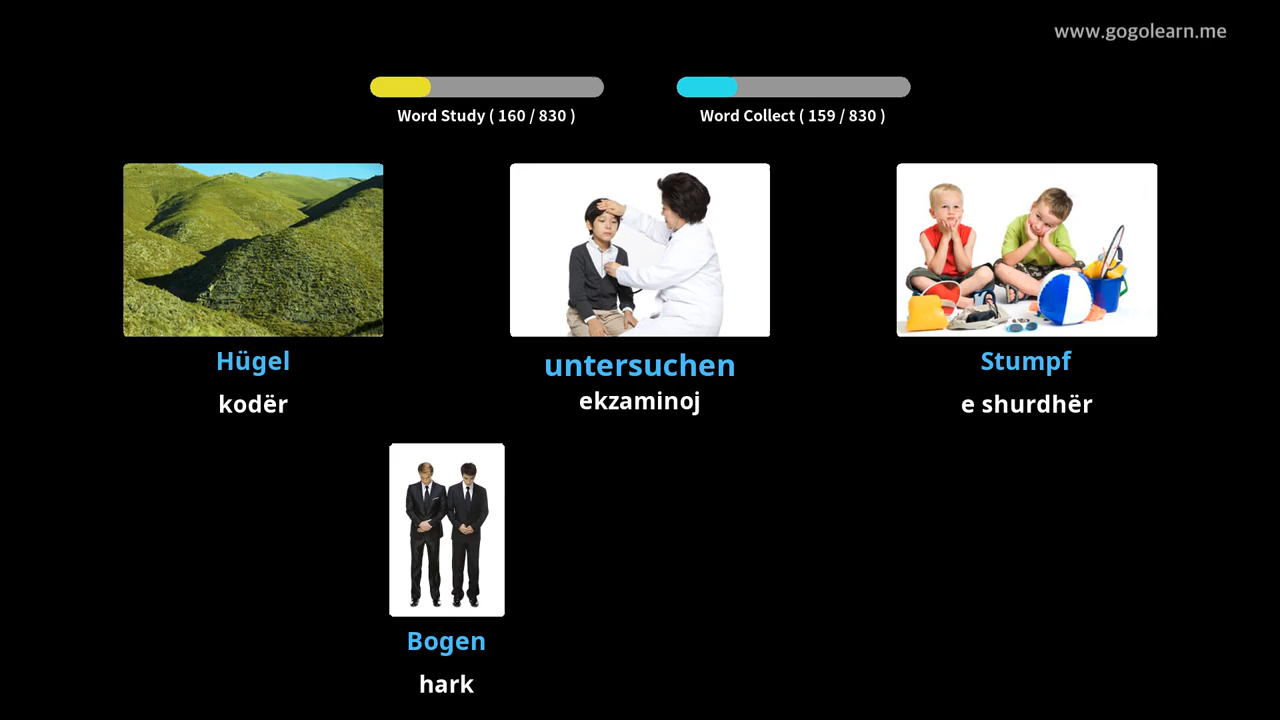 www.gogolearn.me
Word Study ( 160 / 830 )
Word Collect ( 159 / 830 )
Hügel
kodër
untersuchen
ekzaminoj
Stumpf
e shurdhër
Bogen
hark